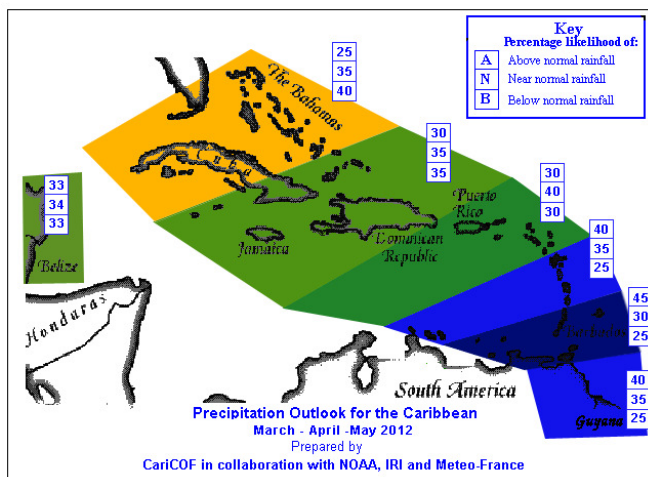 Key
Percentage likelihood of:
A Above normal rainfall
N Near normal rainfall
B Below normal rainfall
25
35
40
The Bahamas
Cuba
30
35
35
33
34
33
Belize
Jamaica
Dominican
Republic
Puerto
Rico
30
40
30
40
35
25
45
30
25
Barbados
Honduras
South America
40
35
25
Guyana
Precipitation Outlook for the Caribbean
March - April -May 2012
Prepared by
CariCOF in collaboration with NOAA, IRI and Meteo-France